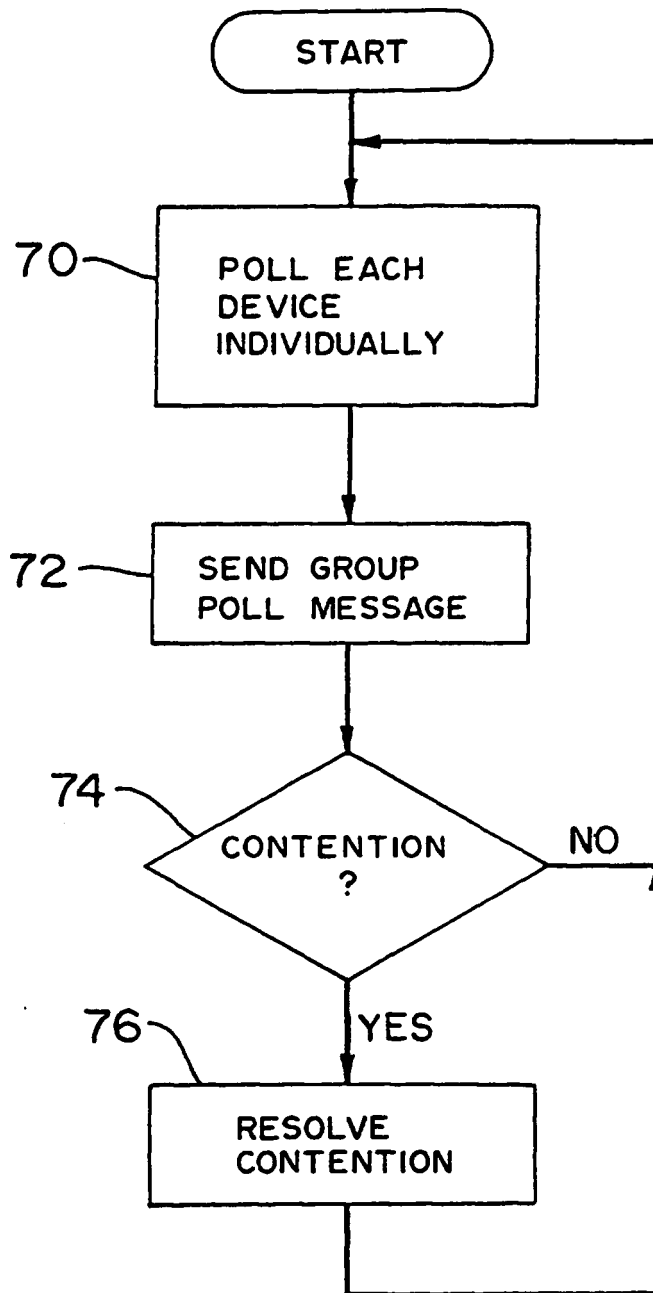 START
70
POLL EACH
DEVICE
INDIVIDUALLY
72
SEND GROUP
POLL MESSAGE
74
CONTENTION
?
NO
YES
76
RESOLVE
CONTENTION